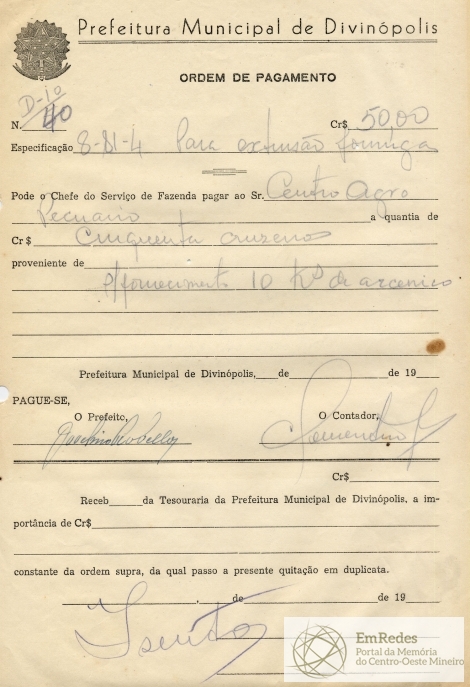 Prefeitura Municipal de Divinópolis
ORDEM DE PAGAMENTO
D-10
N. 40 Cr$ 50,00
Especificação 8-81-4 Para extinsão formiga
Pode o Chefe do Serviço de Fazenda pagar ao Sr. Centro Agro
Pecuario a quantia de
Cr$ Cinquenta cruzeiros
proveniente de
p/fornecimento 10 Ks de arcenico
Prefeitura Municipal de Divinópolis, de de 19
PAGUE-SE,
O Prefeito, O Contador,
Cr$
Receb da Tesouraria da Prefeitura Municipal de Divinópolis, a im-
portância de Cr$
constante da ordem supra, da qual passo a presente quitação em duplicata.
, de de 19
Isento
EmRedes
Portal da Memória
do Centro-Oeste Mineiro